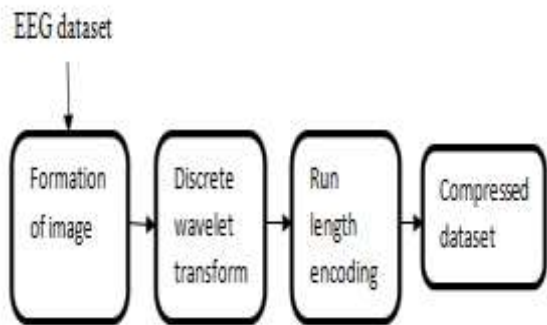 EEG dataset
Formation
of image
Discrete
wavelet
transform
Run
length
encoding
Compressed
dataset